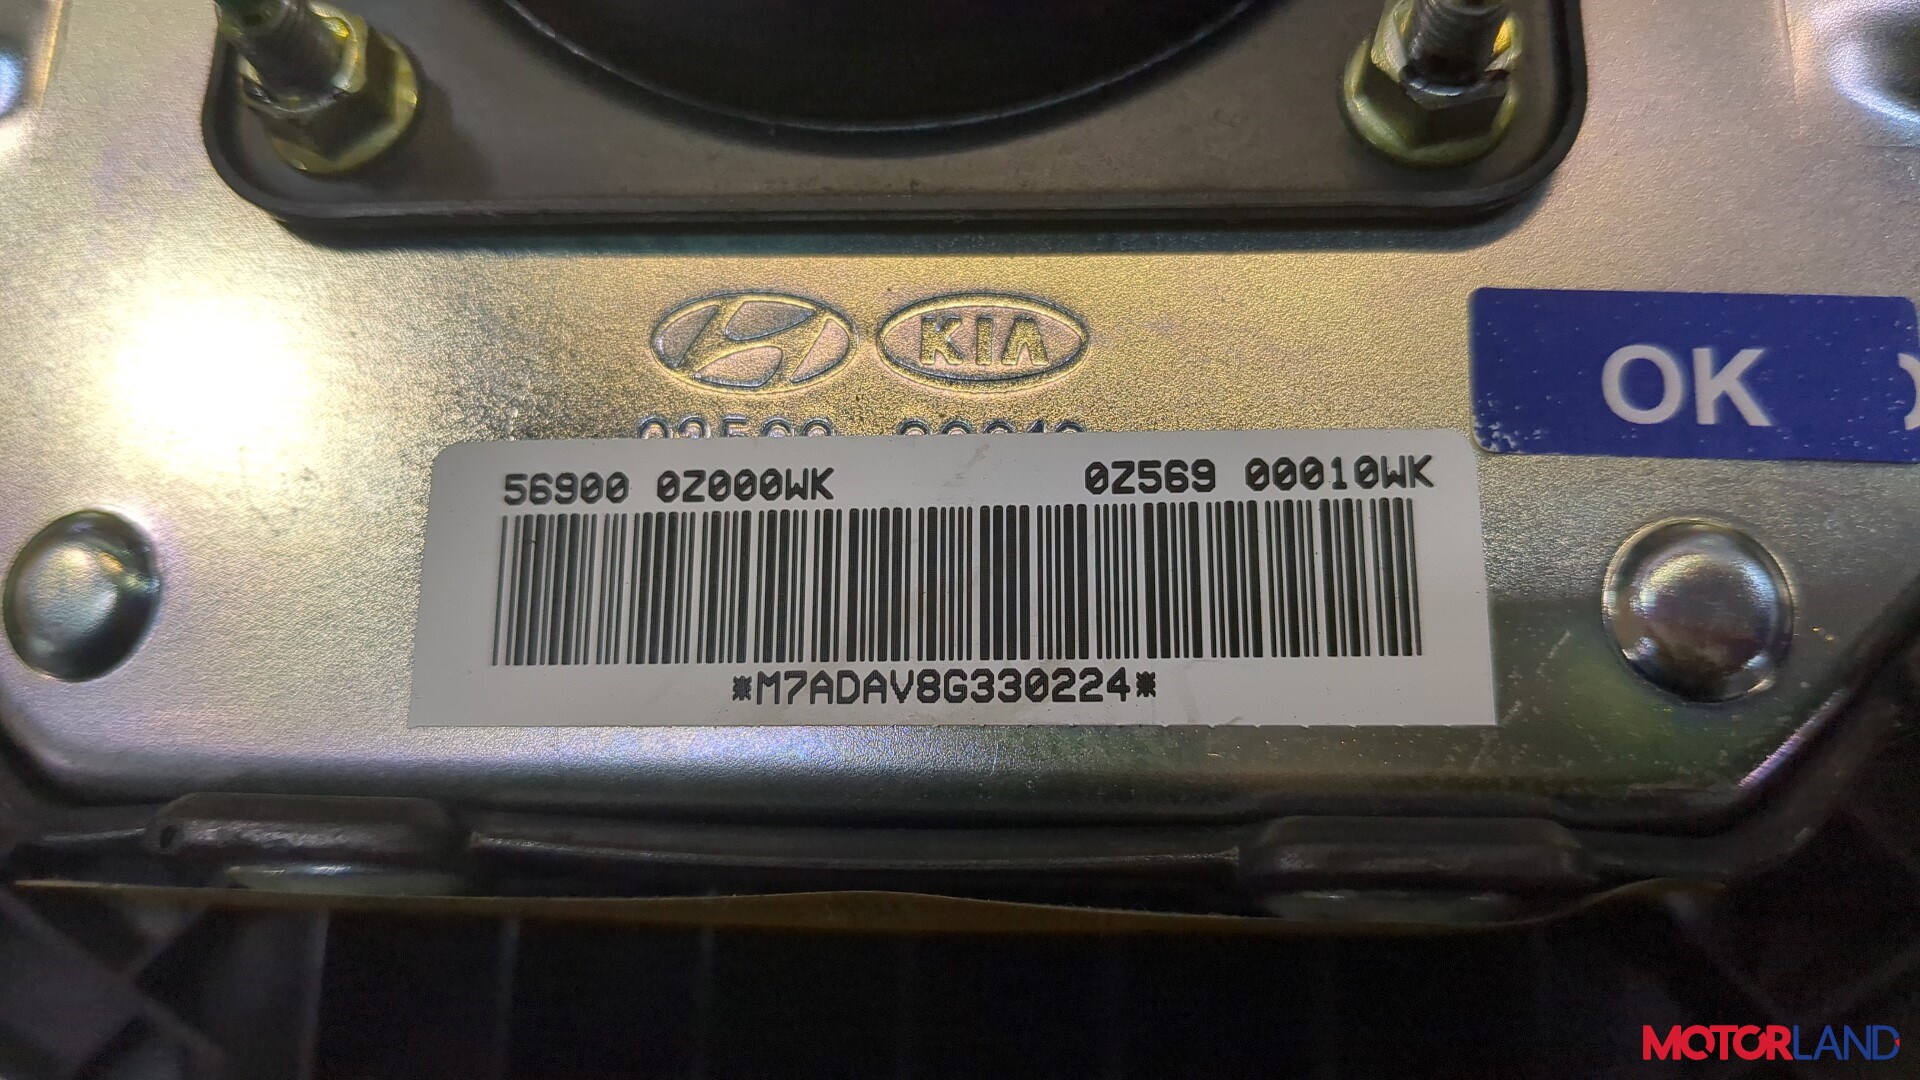 KIA
OK
56900 0Z000WK 0Z569 00010WK
*M7ADAV8G330224*
MOTORLAND